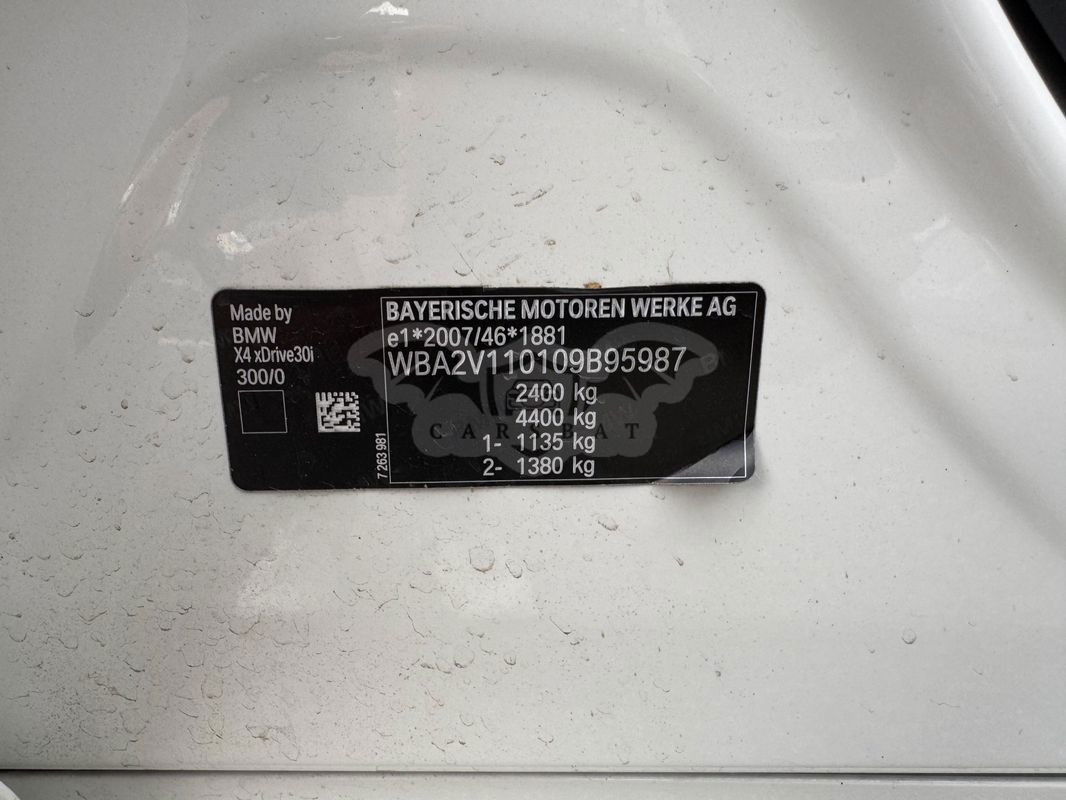 Made by
BMW
X4 xDrive30i
300/0
7 263 981
BAYERISCHE MOTOREN WERKE AG
e1*2007/46*1881
WBA2V110109B95987
2400 kg
4400 kg
1- 1135 kg
2- 1380 kg
CARSBAT